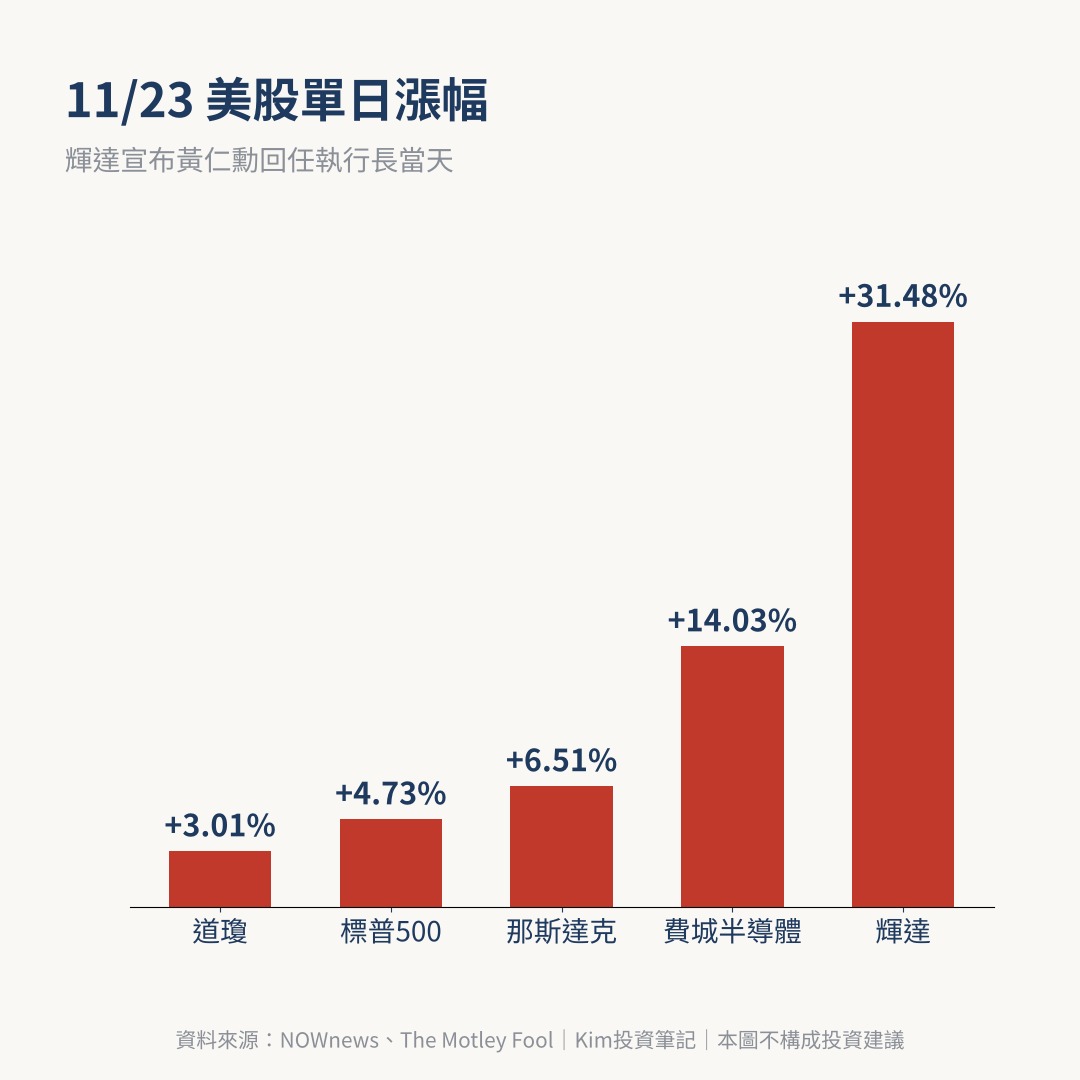 11/23 美股單日漲幅
輝達宣布黃仁勳回任執行長當天
+31.48%
+14.03%
+6.51%
+4.73%
+3.01%
道瓊 標普500 那斯達克 費城半導體 輝達
資料來源：NOWnews、The Motley Fool｜Kim投資筆記｜本圖不構成投資建議